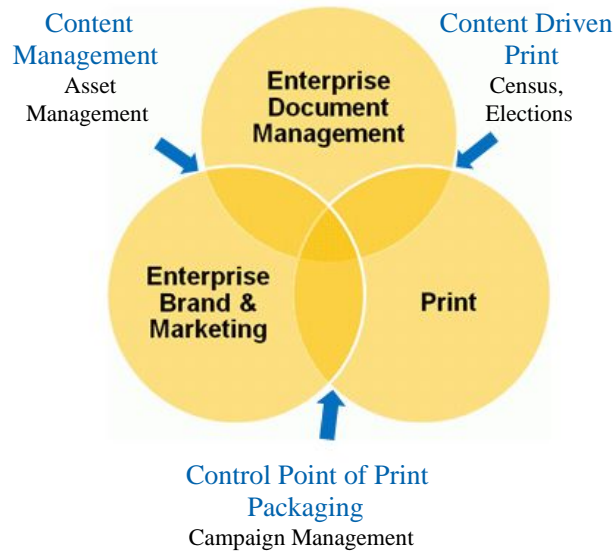 Content
Management
Asset
Management
Content Driven
Print
Census,
Elections
Enterprise
Document
Management
Enterprise
Brand &
Marketing
Print
Control Point of Print
Packaging
Campaign Management